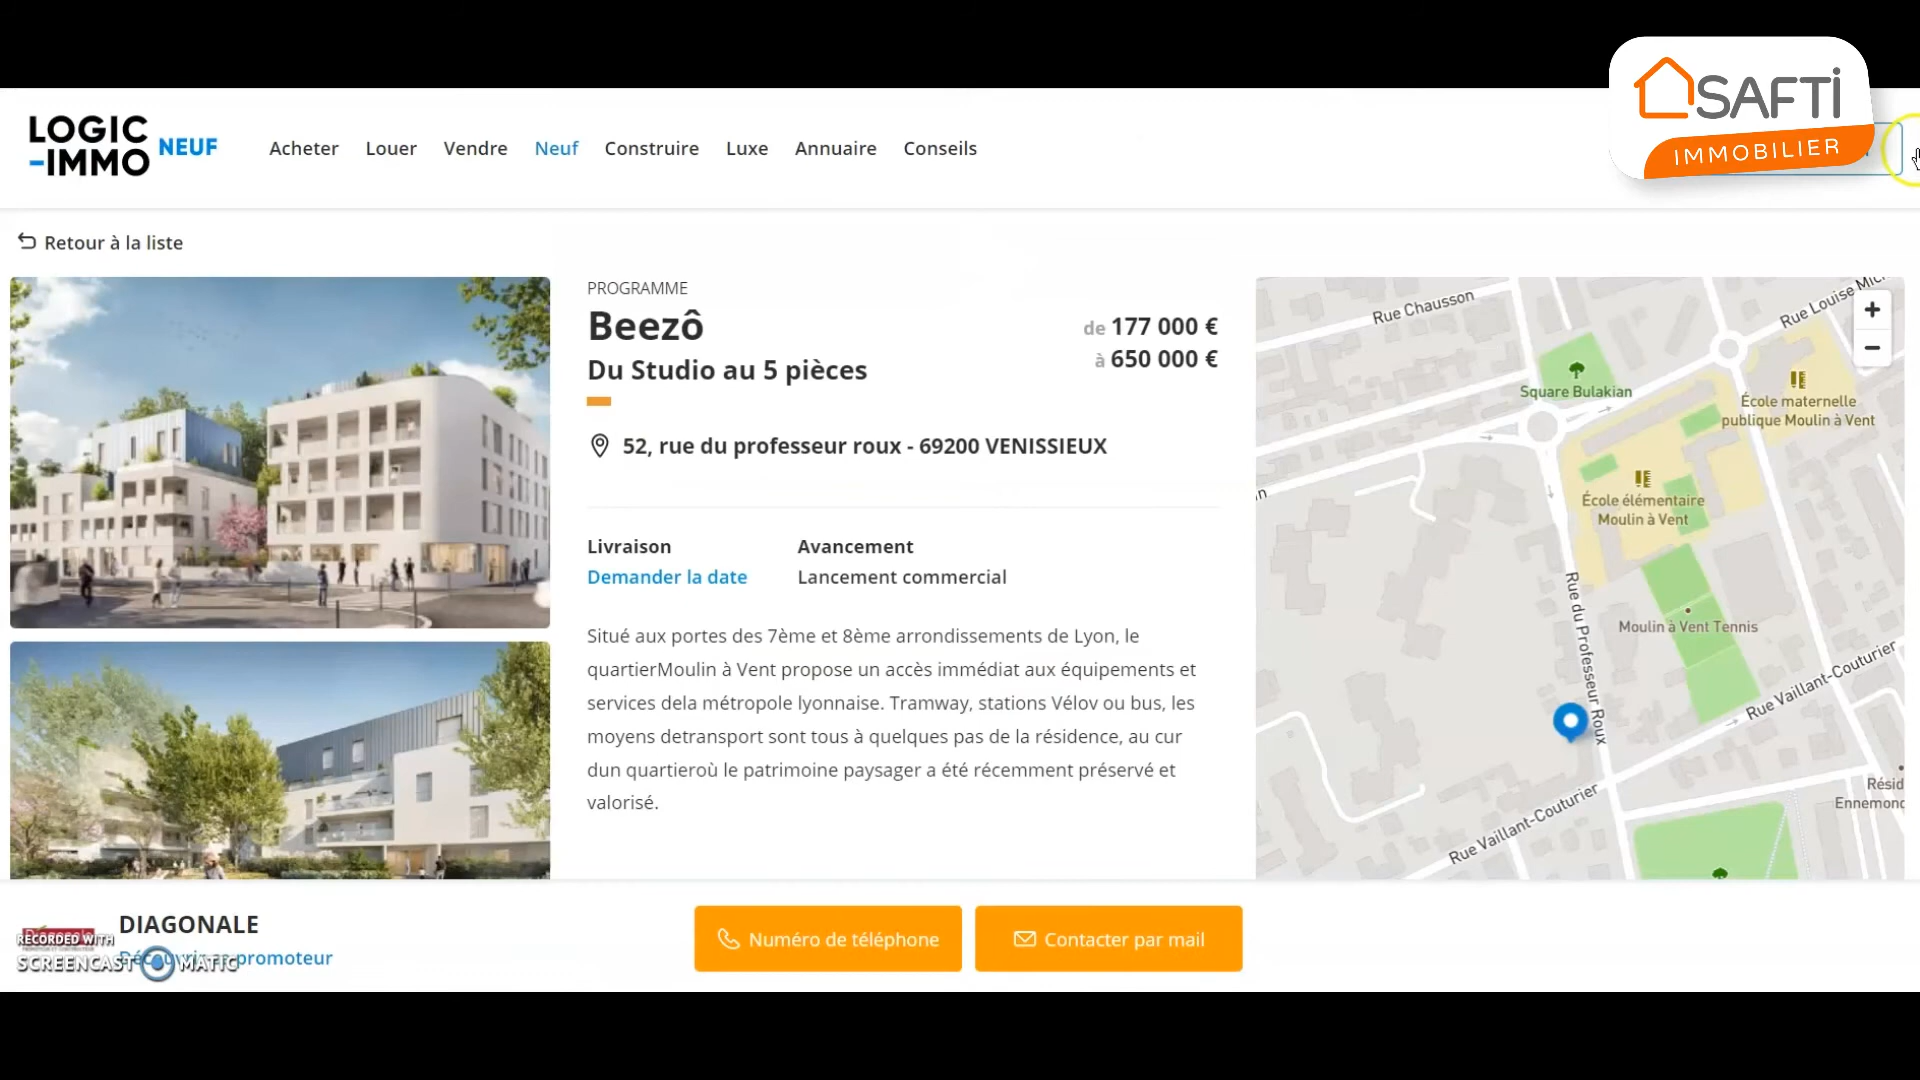 SAFTI
IMMOBILIER
LOGIC
-IMMO NEUF
Acheter Louer Vendre Neuf Construire Luxe Annuaire Conseils
Retour à la liste
PROGRAMME
Beezô
Du Studio au 5 pièces
de 177 000 €
à 650 000 €
52, rue du professeur roux - 69200 VENISSIEUX
Livraison
Demander la date
Avancement
Lancement commercial
Situé aux portes des 7ème et 8ème arrondissements de Lyon, le
quartierMoulin à Vent propose un accès immédiat aux équipements et
services dela métropole lyonnaise. Tramway, stations Vélov ou bus, les
moyens detransport sont tous à quelques pas de la résidence, au cur
dun quartieroù le patrimoine paysager a été récemment préservé et
valorisé.
Rue Chausson
Rue Louise
+
−
Square Bulakian
École maternelle
publique Moulin à Vent
École élémentaire
Moulin à Vent
Rue du Professeur Roux
Moulin à Vent Tennis
Rue Vaillant-Couturier
Rue Vaillant-Couturier
DIAGONALE
promoteur
RECORDED WITH
SCREENCAST MATIC
Numéro de téléphone
Contacter par mail